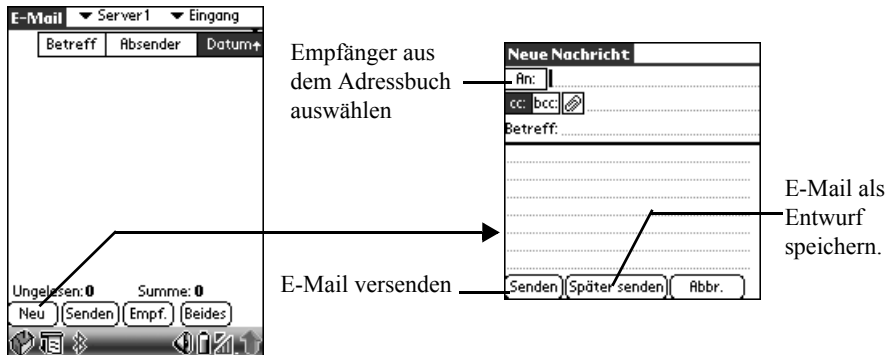 E-Mail Server1 Eingang
Betreff Absender Datum
Ungelesen: 0 Summe: 0
Neu Senden Empf. Beides
Empfänger aus
dem Adressbuch
auswählen
E-Mail versenden
Neue Nachricht
An:
cc: bcc:
Betreff:
Senden Später senden Abbr.
E-Mail als
Entwurf
speichern.